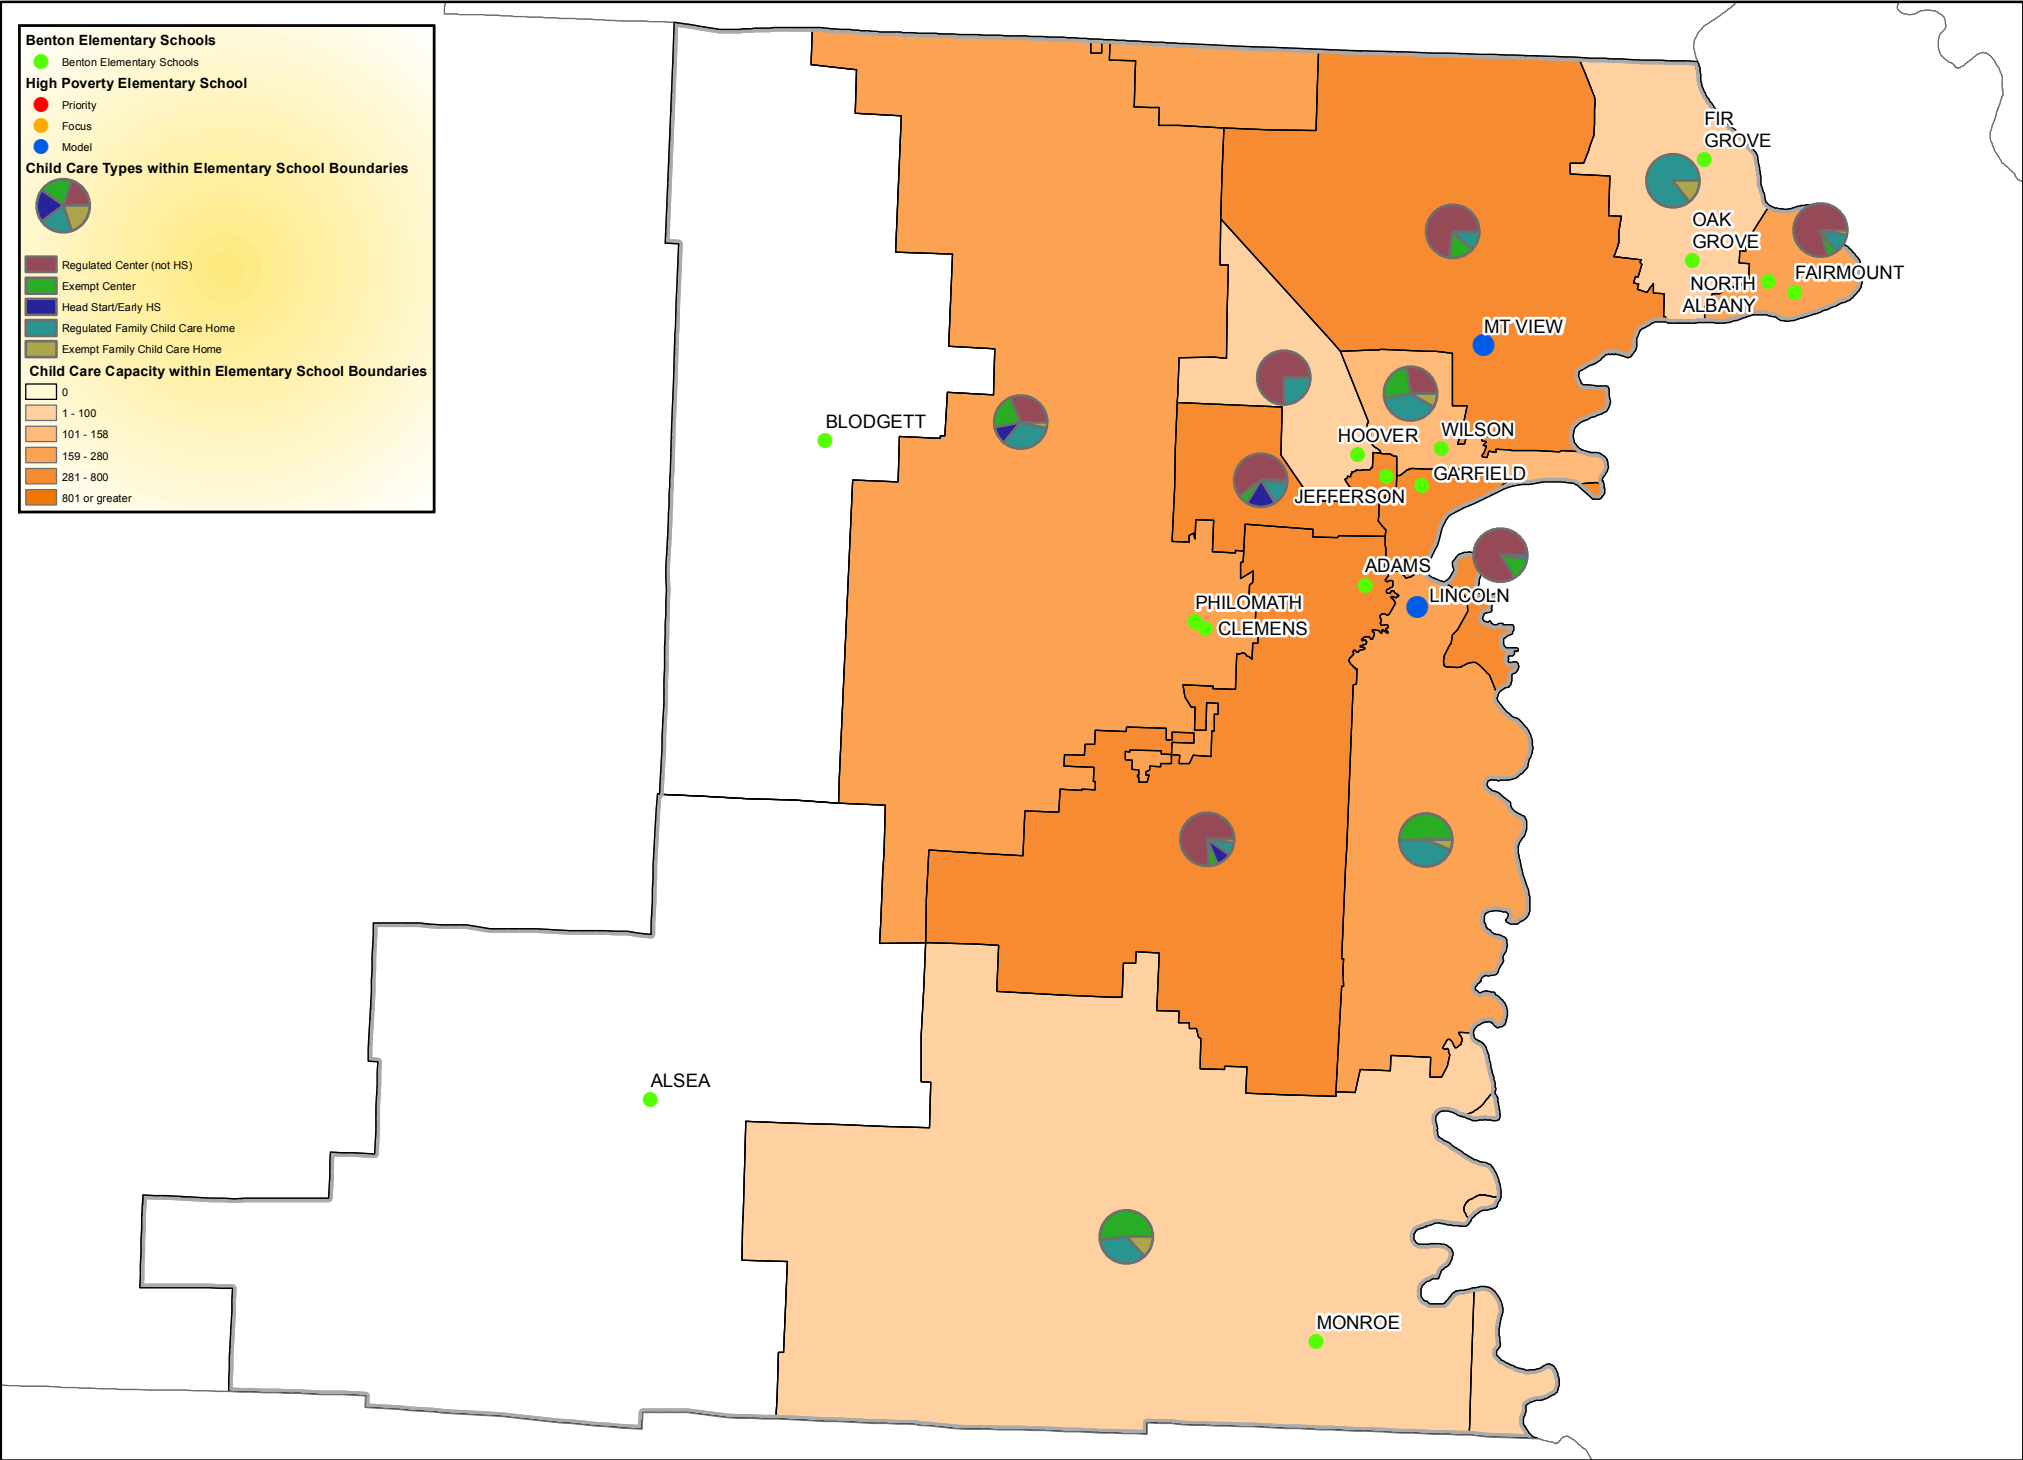 Benton Elementary Schools
Benton Elementary Schools
High Poverty Elementary School
Priority
Focus
Model
Child Care Types within Elementary School Boundaries
Regulated Center (not HS)
Exempt Center
Head Start/Early HS
Regulated Family Child Care Home
Exempt Family Child Care Home
Child Care Capacity within Elementary School Boundaries
0
1 - 100
101 - 158
159 - 280
281 - 800
801 or greater
FIR
GROVE
OAK
GROVE
NORTH
ALBANY
FAIRMOUNT
MT VIEW
BLODGETT
HOOVER
WILSON
JEFFERSON
GARFIELD
ADAMS
LINCOLN
PHILOMATH
CLEMENS
ALSEA
MONROE